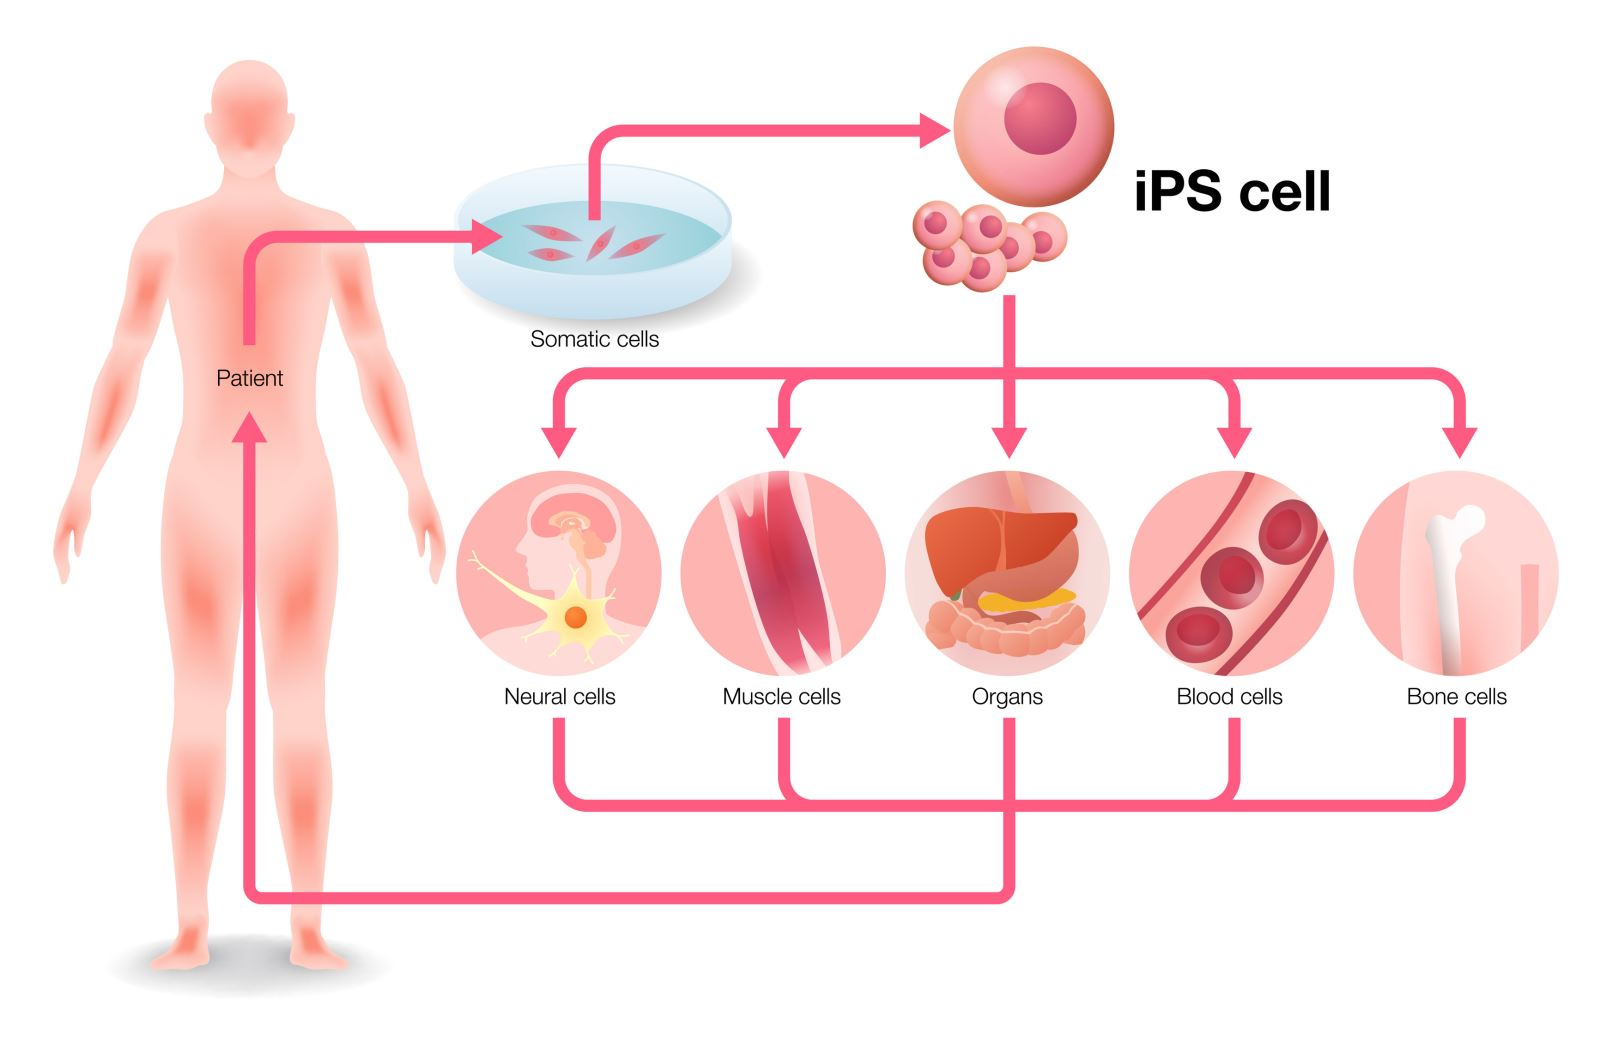 iPS cell
Somatic cells
Patient
Neural cells
Muscle cells
Organs
Blood cells
Bone cells